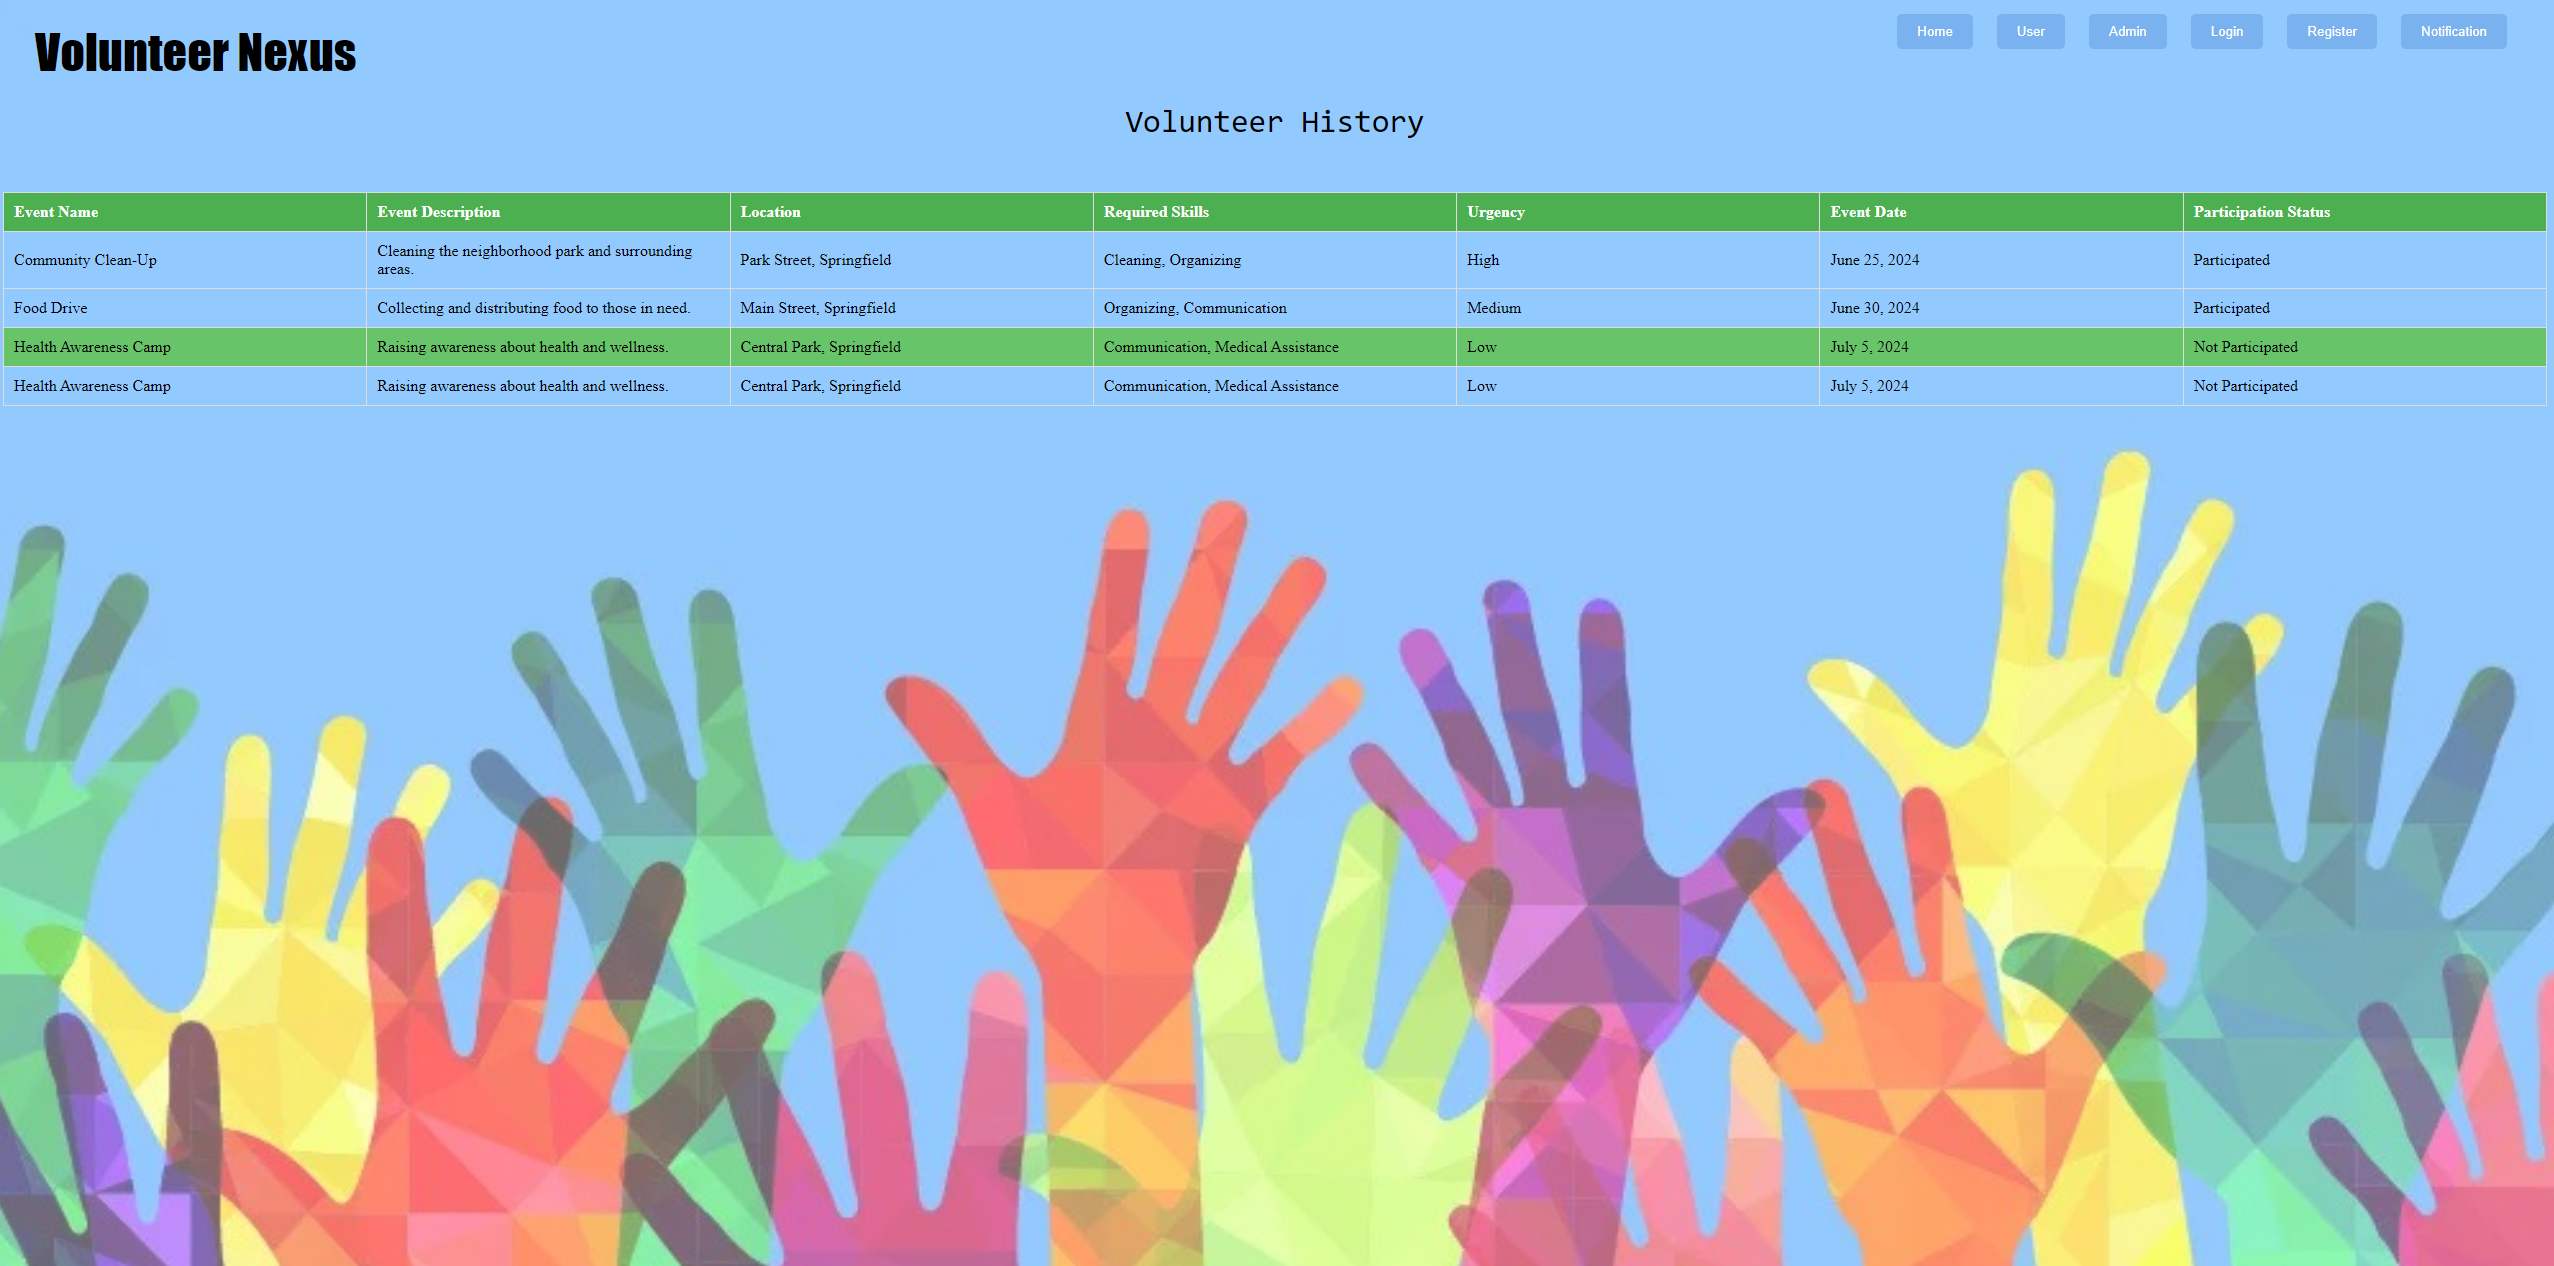 Volunteer Nexus
Home User Admin Login Register Notification
Volunteer History
Event Name Event Description Location Required Skills Urgency Event Date Participation Status
Community Clean-Up Cleaning the neighborhood park and surrounding areas. Park Street, Springfield Cleaning, Organizing High June 25, 2024 Participated
Food Drive Collecting and distributing food to those in need. Main Street, Springfield Organizing, Communication Medium June 30, 2024 Participated
Health Awareness Camp Raising awareness about health and wellness. Central Park, Springfield Communication, Medical Assistance Low July 5, 2024 Not Participated
Health Awareness Camp Raising awareness about health and wellness. Central Park, Springfield Communication, Medical Assistance Low July 5, 2024 Not Participated